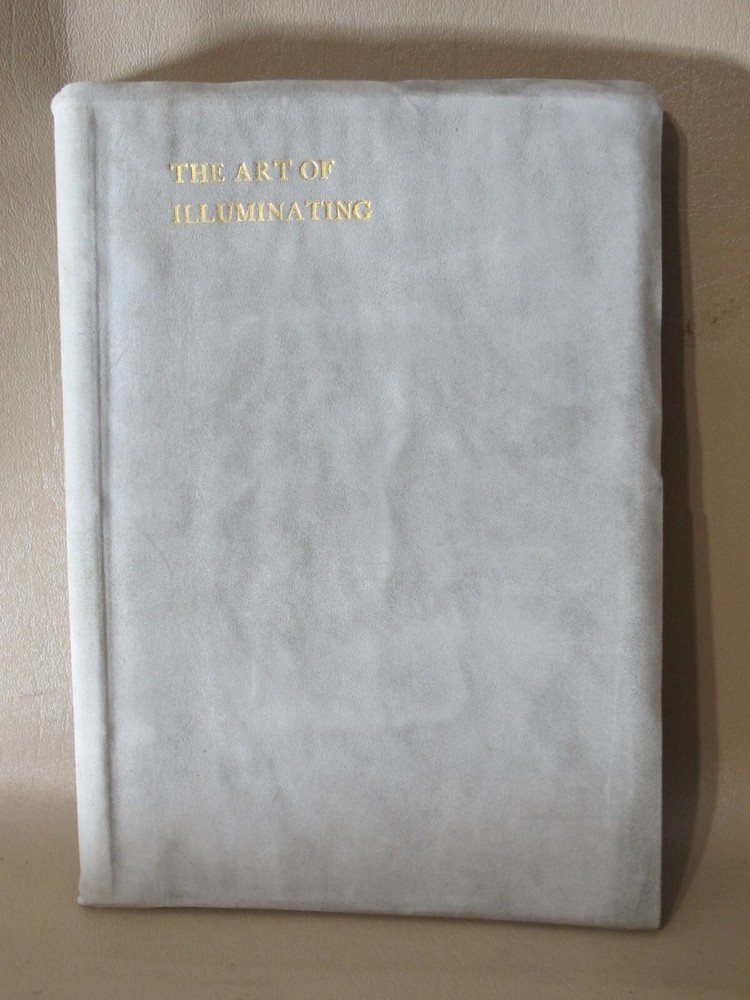 THE ART OF
ILLUMINATING